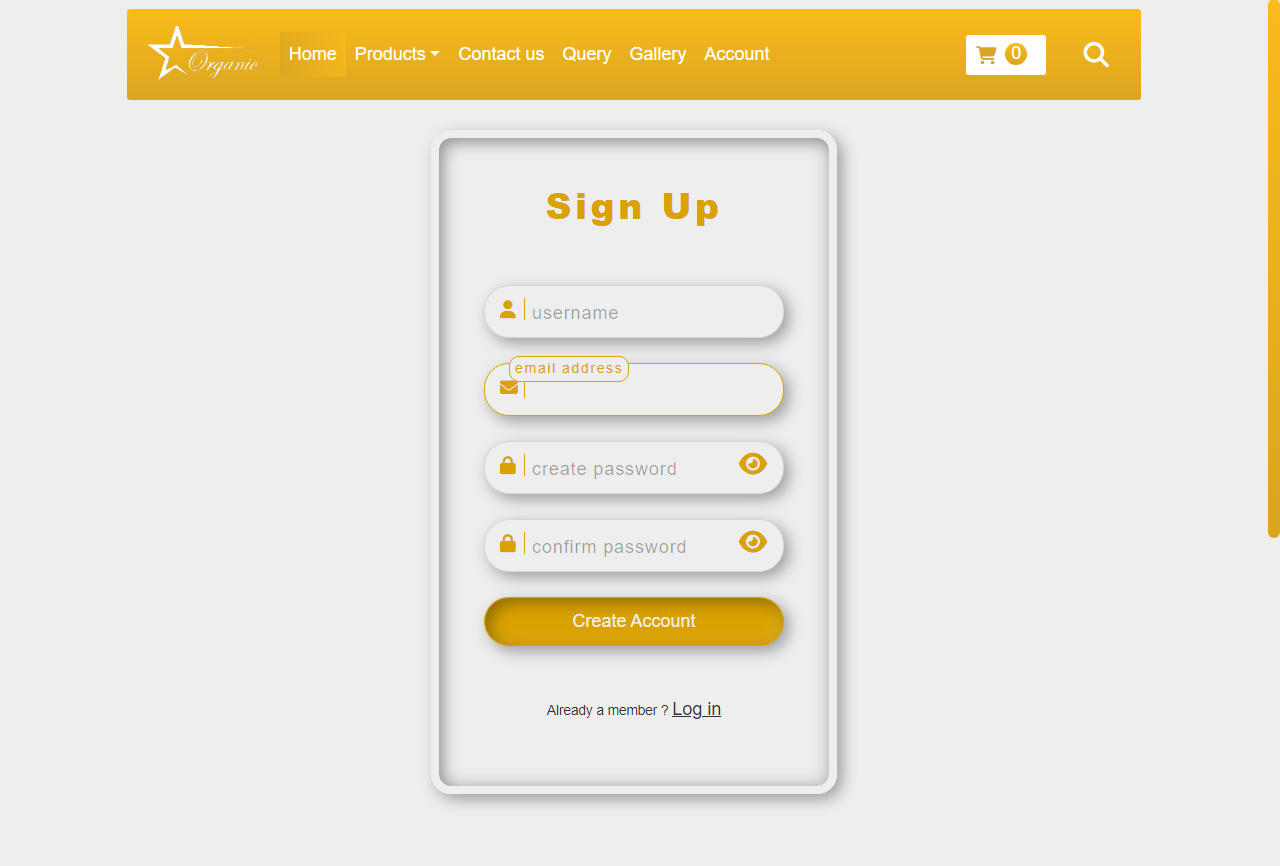 Organic
Home Products Contact us Query Gallery Account 0
Sign Up
username
email address
create password
confirm password
Create Account
Already a member ? Log in